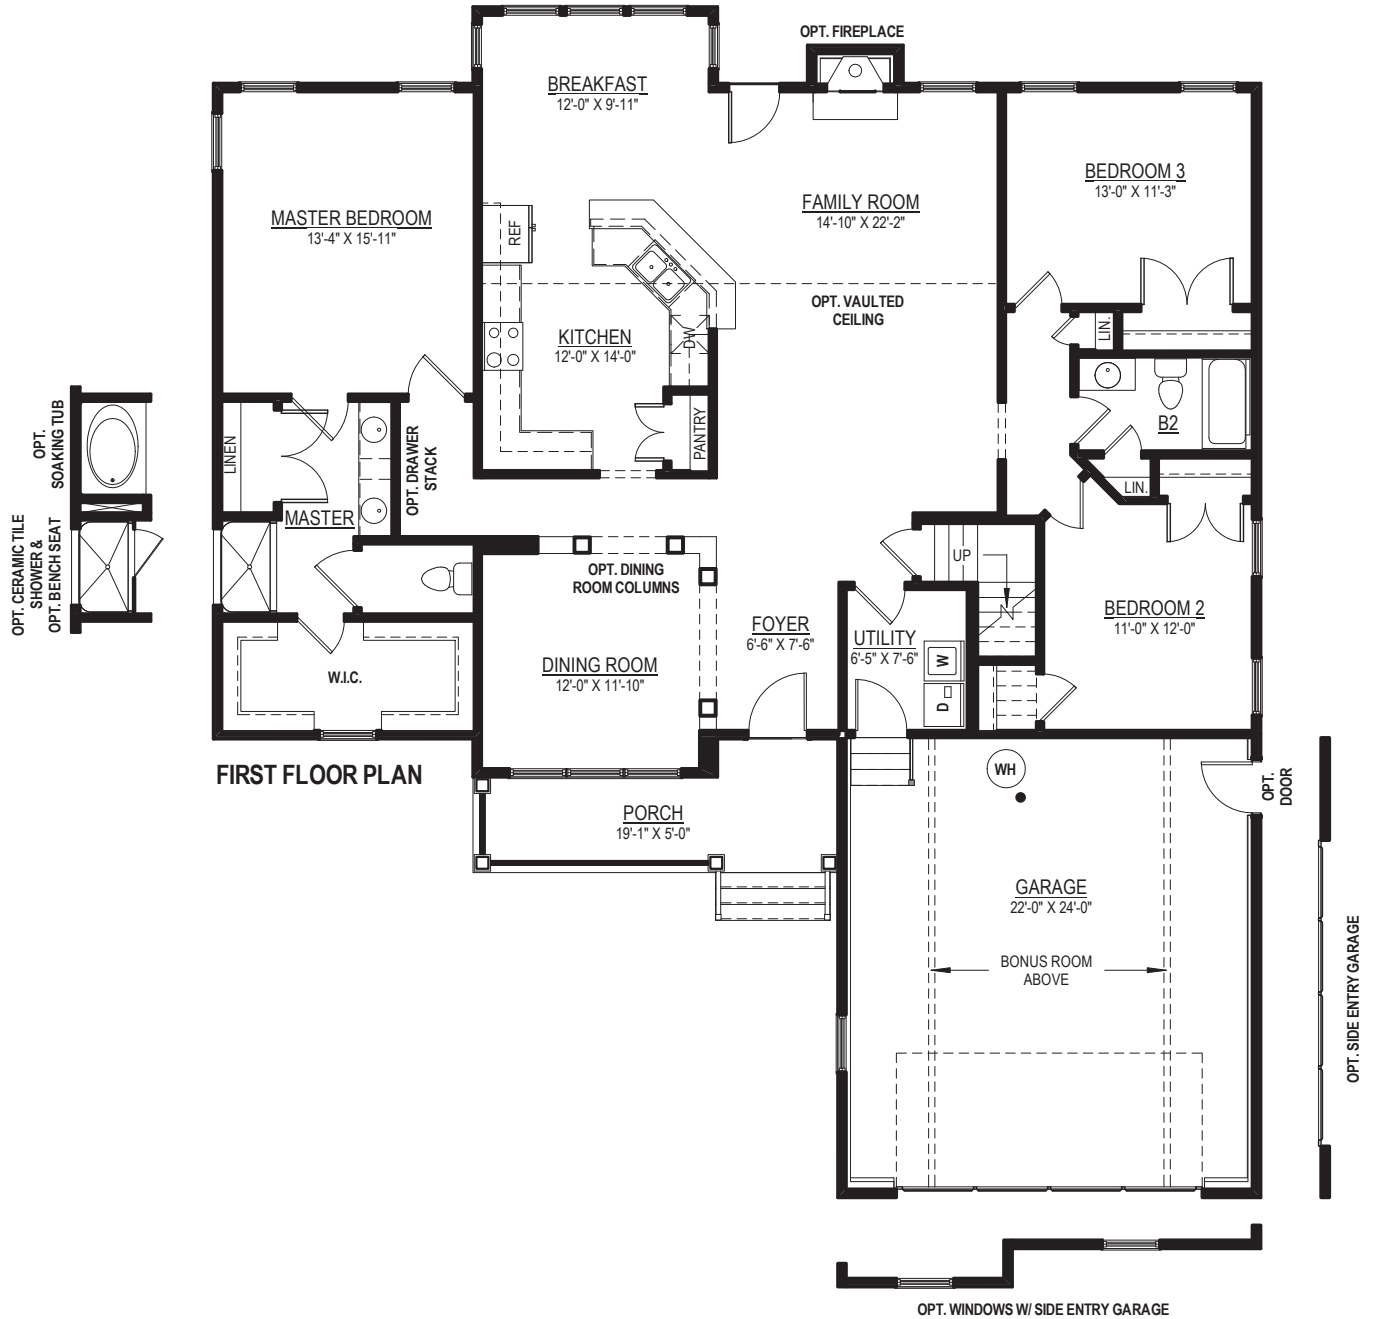 OPT. FIREPLACE
BREAKFAST
12'-0" X 9'-11"
BEDROOM 3
13'-0" X 11'-3"
FAMILY ROOM
14'-10" X 22'-2"
MASTER BEDROOM
13'-4" X 15'-11"
REF
OPT. VAULTED
CEILING
KITCHEN
12'-0" X 14'-0"
DW
LIN.
B2
PANTRY
LINEN
OPT. DRAWER
STACK
OPT.
SOAKING TUB
LIN.
MASTER
OPT. CERAMIC TILE
SHOWER &
OPT. BENCH SEAT
UP
OPT. DINING
ROOM COLUMNS
BEDROOM 2
11'-0" X 12'-0"
FOYER
6'-6" X 7'-6"
UTILITY
6'-5" X 7'-6"
W
D
DINING ROOM
12'-0" X 11'-10"
W.I.C.
FIRST FLOOR PLAN
WH
OPT.
DOOR
PORCH
19'-1" X 5'-0"
GARAGE
22'-0" X 24'-0"
BONUS ROOM
ABOVE
OPT. SIDE ENTRY GARAGE
OPT. WINDOWS W/ SIDE ENTRY GARAGE